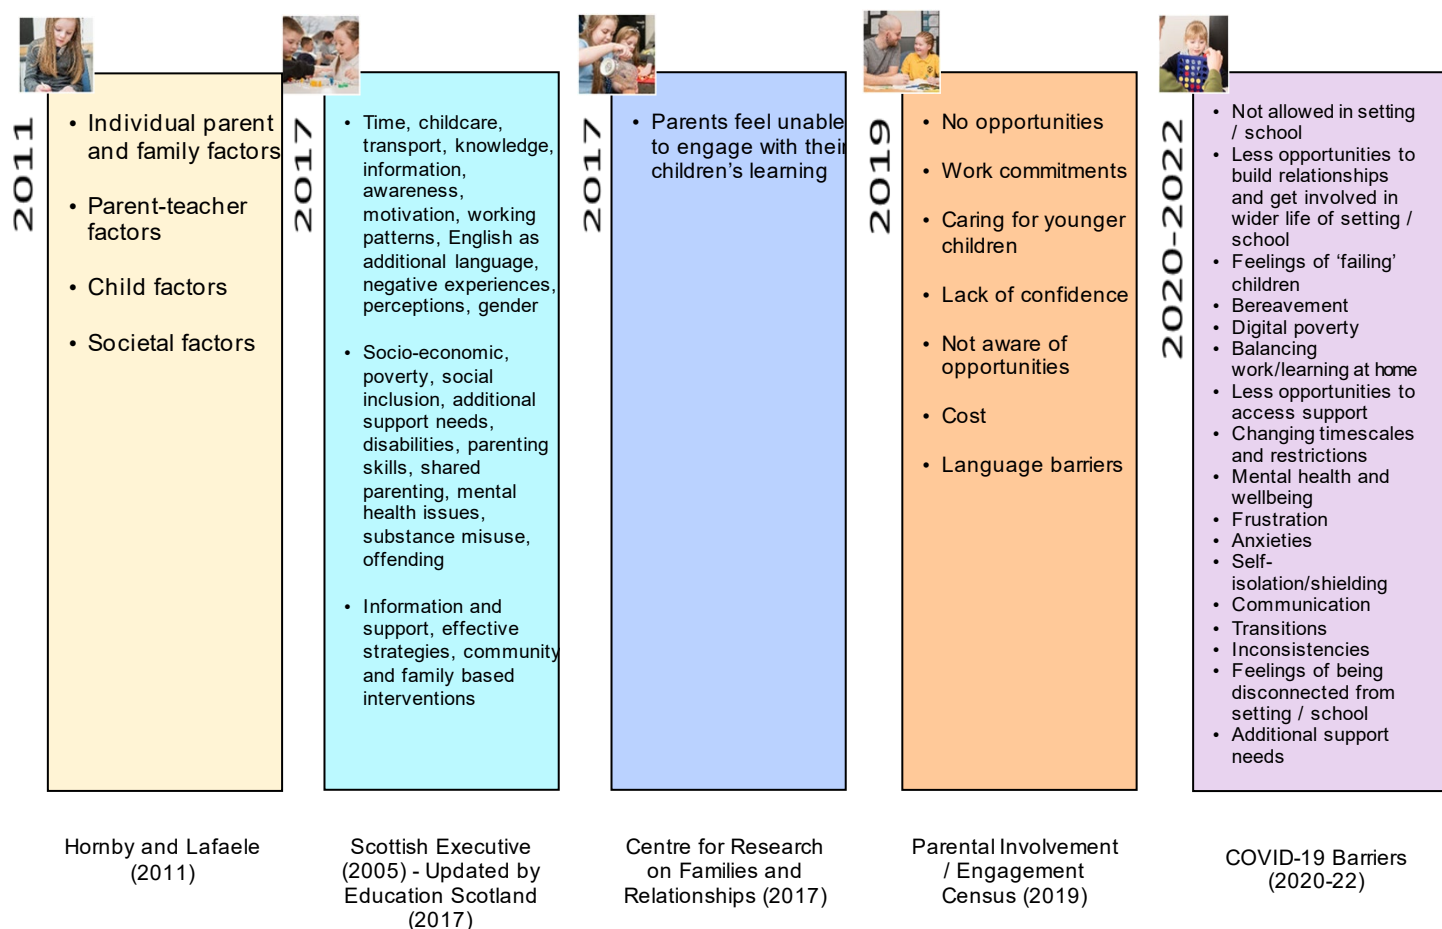 2011
• Individual parent
and family factors
• Parent-teacher
factors
• Child factors
• Societal factors
Hornby and Lafaele
(2011)
2017
• Time, childcare,
transport, knowledge,
information,
awareness,
motivation, working
patterns, English as
additional language,
negative experiences,
perceptions, gender
• Socio-economic,
poverty, social
inclusion, additional
support needs,
disabilities, parenting
skills, shared
parenting, mental
health issues,
substance misuse,
offending
• Information and
support, effective
strategies, community
and family based
interventions
Scottish Executive
(2005) - Updated by
Education Scotland
(2017)
2017
• Parents feel unable
to engage with their
children’s learning
Centre for Research
on Families and
Relationships (2017)
2019
• No opportunities
• Work commitments
• Caring for younger
children
• Lack of confidence
• Not aware of
opportunities
• Cost
• Language barriers
Parental Involvement
/ Engagement
Census (2019)
2020-2022
• Not allowed in setting
/ school
• Less opportunities to
build relationships
and get involved in
wider life of setting /
school
• Feelings of ‘failing’
children
• Bereavement
• Digital poverty
• Balancing
work/learning at home
• Less opportunities to
access support
• Changing timescales
and restrictions
• Mental health and
wellbeing
• Frustration
• Anxieties
• Self-
isolation/shielding
• Communication
• Transitions
• Inconsistencies
• Feelings of being
disconnected from
setting / school
• Additional support
needs
COVID-19 Barriers
(2020-22)